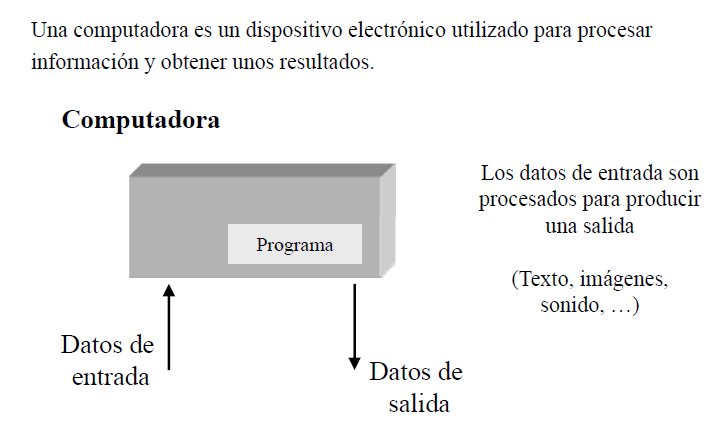 Una computadora es un dispositivo electrónico utilizado para procesar
información y obtener unos resultados.
Computadora
Programa
Datos de
entrada
Datos de
salida
Los datos de entrada son
procesados para producir
una salida
(Texto, imágenes,
sonido, …)